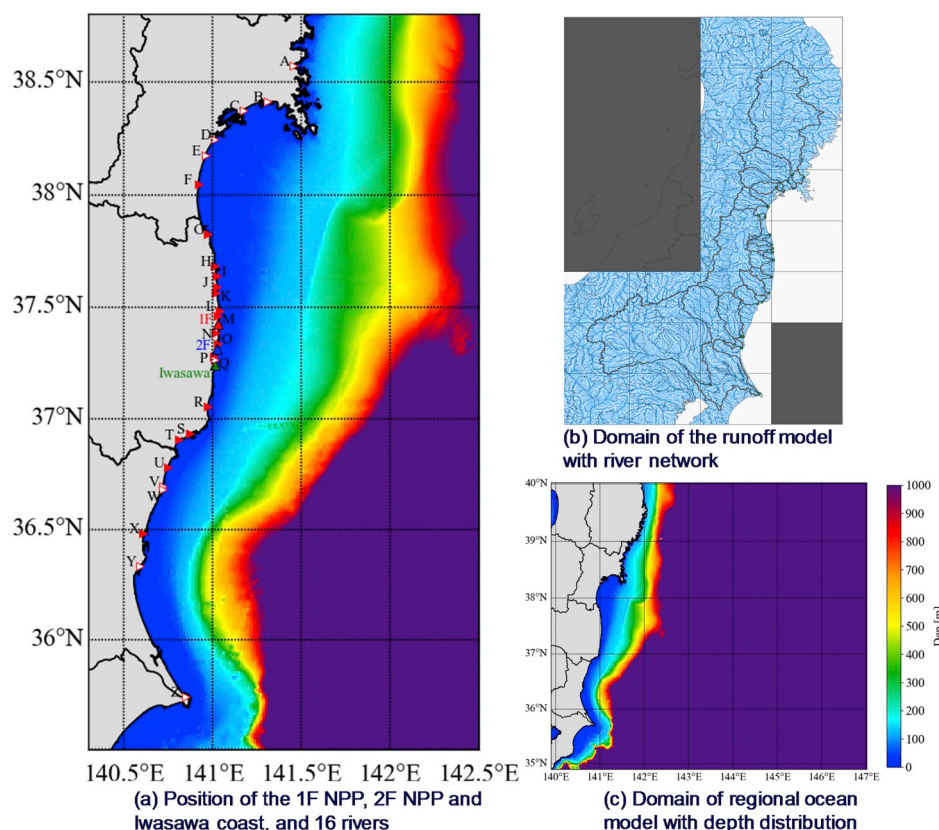 38.5°N
38°N
37.5°N
37°N
36.5°N
36°N
140.5°E 141°E 141.5°E 142°E 142.5°E
A
B
C
D
E
F
G
H
I
J
K
L
1F M
N O
2F
P Q
Iwasawa
R
S
T
U
V
W
X
Y
Z
(a) Position of the 1F NPP, 2F NPP and
Iwasawa coast, and 16 rivers
(b) Domain of the runoff model
with river network
40°N
39°N
38°N
37°N
36°N
35°N
140°E 141°E 142°E 143°E 144°E 145°E 146°E 147°E
1000
900
800
700
600
500
400
300
200
100
0
Dep [m]
(c) Domain of regional ocean
model with depth distribution